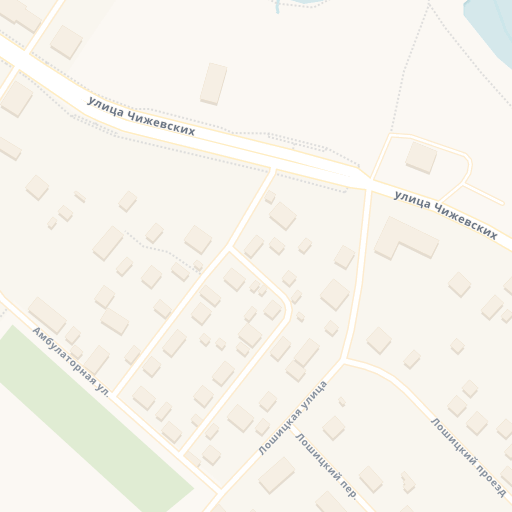 улица Чижевских
улица Чижевских
Амбулаторная ул.
Лошицкая улица
Лошицкий пер.
Лошицкий проезд